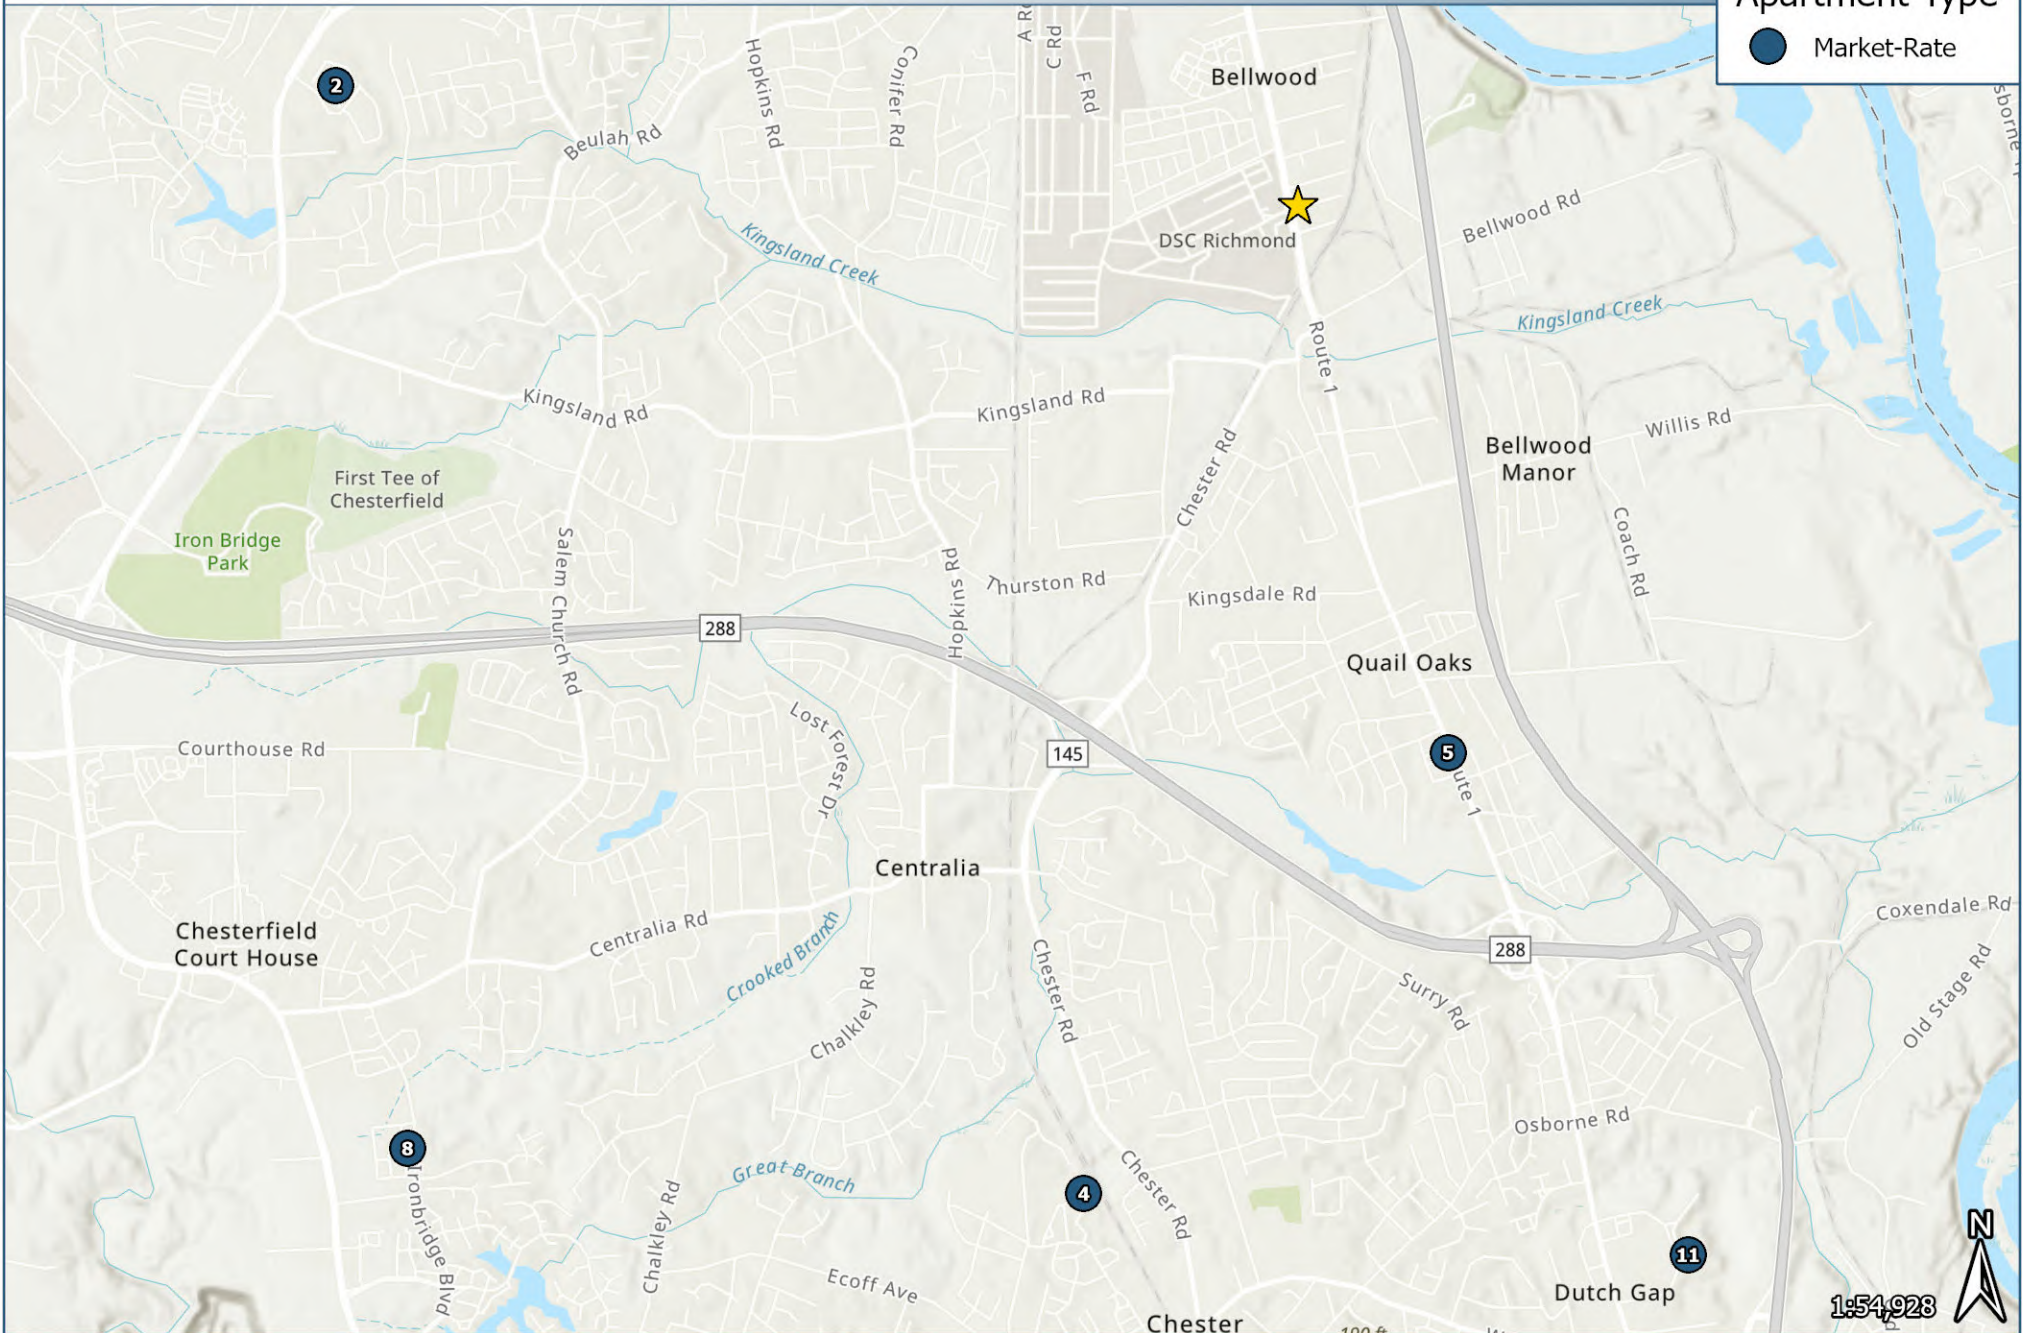 Apartment Type
Market-Rate
2
Hopkins Rd
Conifer Rd
C Rd
F Rd
Bellwood
Beulah Rd
DSC Richmond
Bellwood Rd
Kingsland Creek
Kingsland Creek
Route 1
Kingsland Rd
Kingsland Rd
Chester Rd
Bellwood
Manor
Willis Rd
First Tee of
Chesterfield
Iron Bridge
Park
Salem Church Rd
Hopkins Rd
Thurston Rd
Kingsdale Rd
Coach Rd
288
Quail Oaks
Lost Forest Dr
Courthouse Rd
145
5
Centralia
Chesterfield
Court House
Centralia Rd
Crooked Branch
Chalkley Rd
Chester Rd
288
Surry Rd
Coxendale Rd
Old Stage Rd
Osborne Rd
8
Ironbridge Blvd
Great Branch
Chalkley Rd
4
Chester Rd
Ecoff Ave
11
Dutch Gap
Chester
N
1:54,928